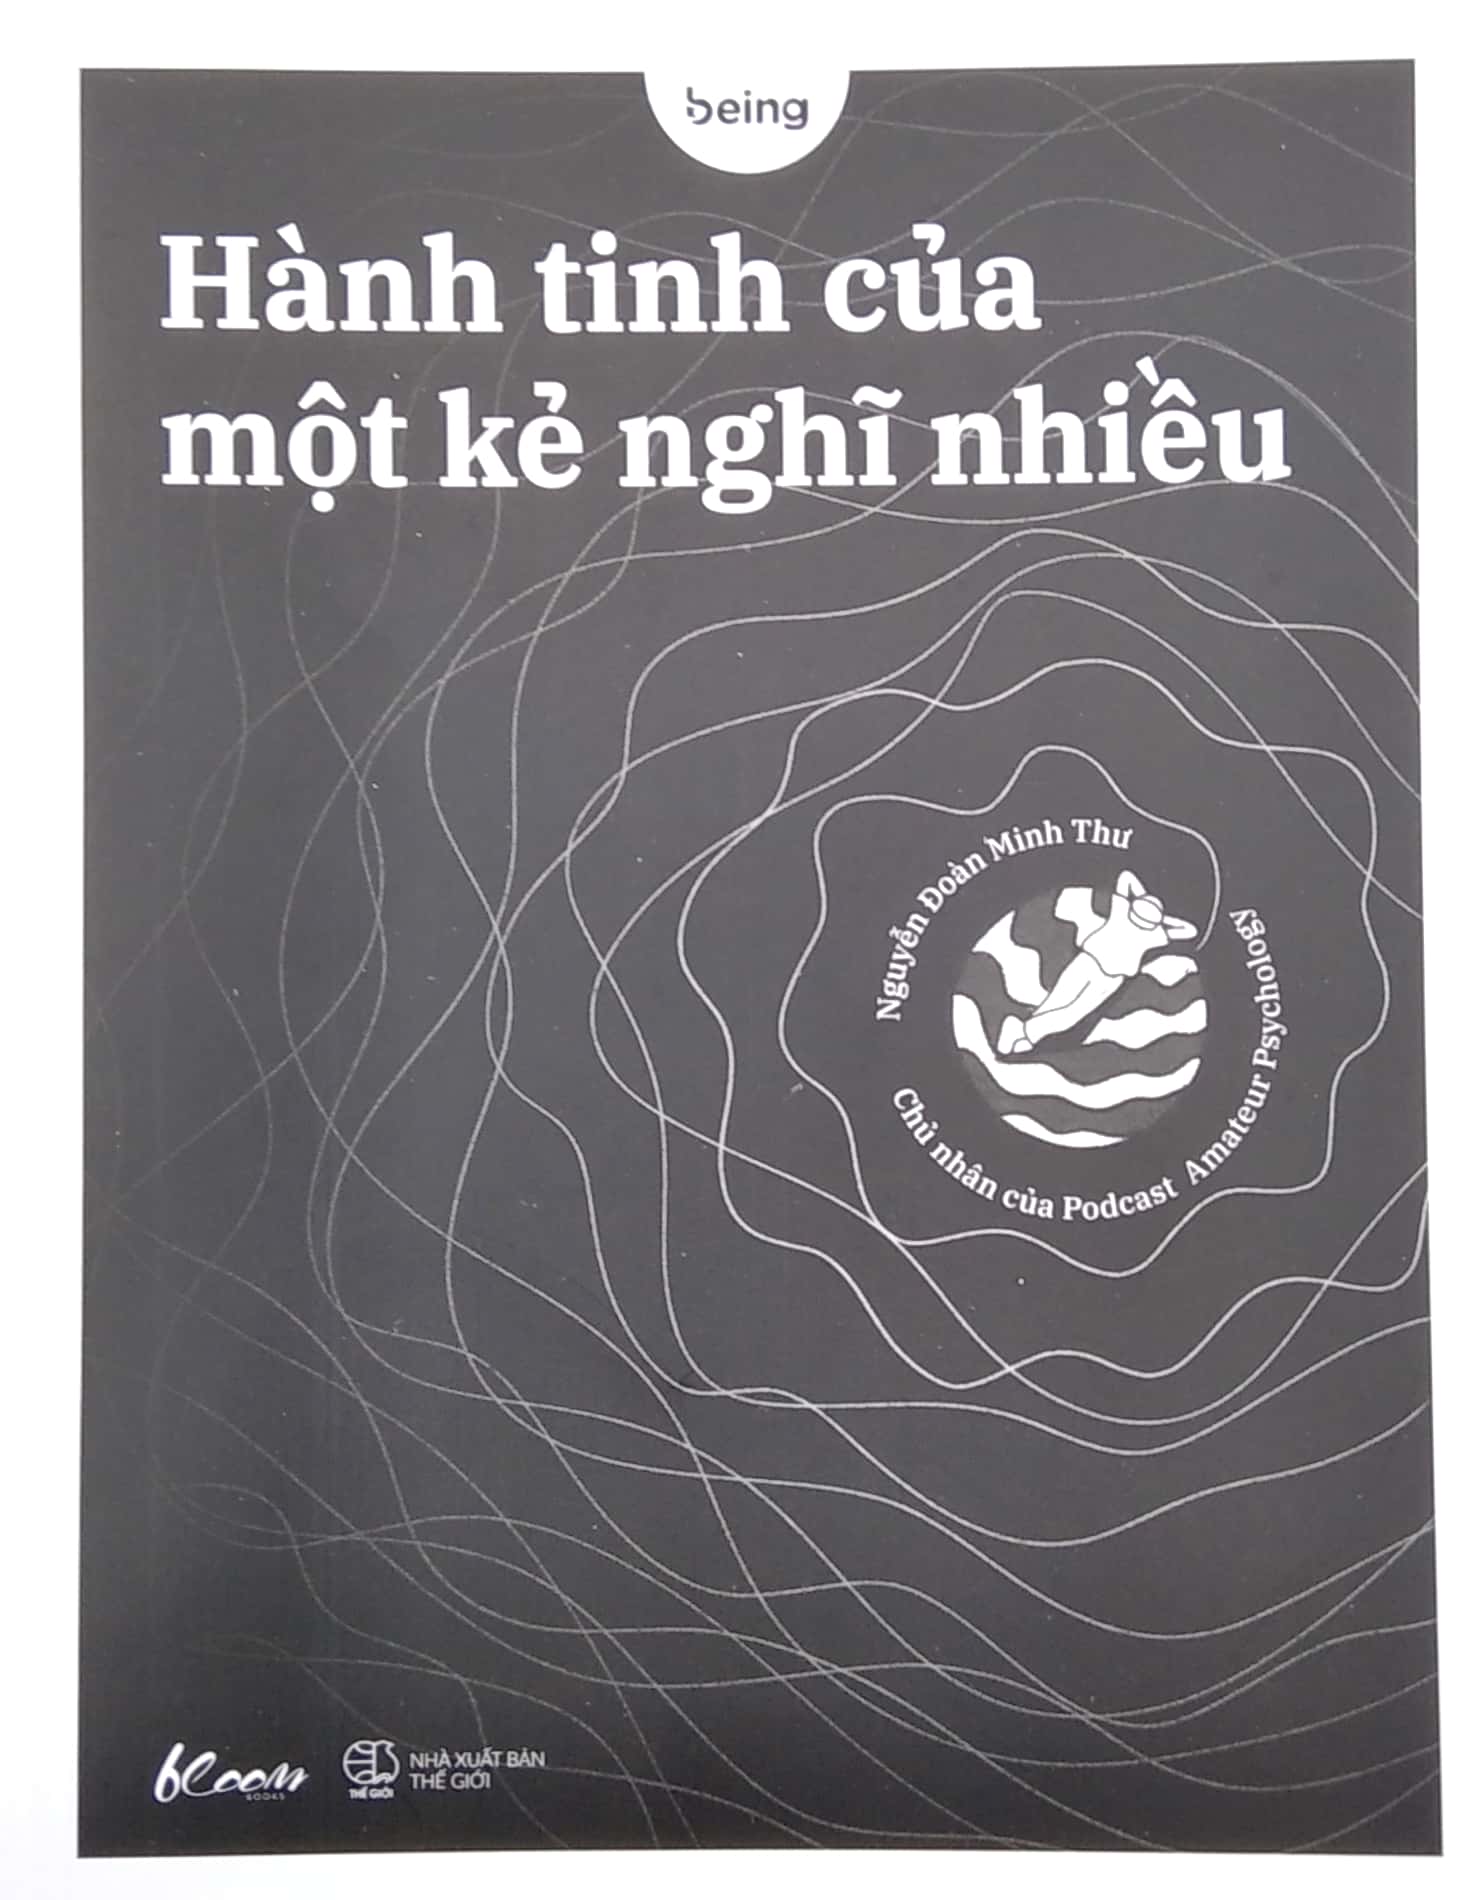 being
Hành tinh của
một kẻ nghĩ nhiều
Nguyễn Đoàn Minh Thư
Chủ nhân của Podcast Amateur Psychology
bloom
BOOKS
THẾ GIỚI
NHÀ XUẤT BẢN
THẾ GIỚI